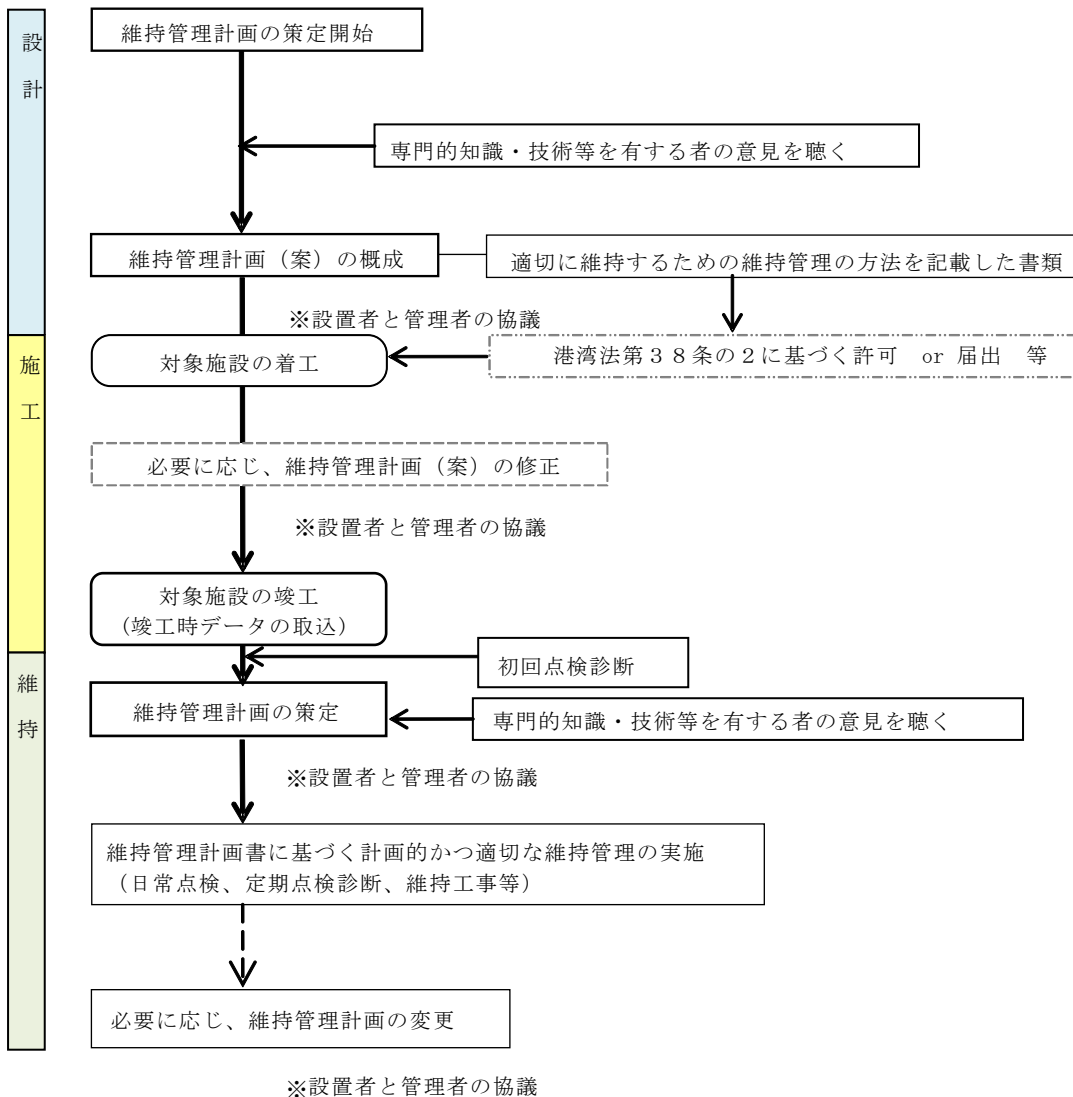 設計
維持管理計画の策定開始
専門的知識・技術等を有する者の意見を聴く
維持管理計画（案）の概成
適切に維持するための維持管理の方法を記載した書類
※設置者と管理者の協議
施工
対象施設の着工
港湾法第３８条の２に基づく許可　or 届出　等
必要に応じ、維持管理計画（案）の修正
※設置者と管理者の協議
対象施設の竣工
（竣工時データの取込）
維持
初回点検診断
維持管理計画の策定
専門的知識・技術等を有する者の意見を聴く
※設置者と管理者の協議
維持管理計画書に基づく計画的かつ適切な維持管理の実施
（日常点検、定期点検診断、維持工事等）
必要に応じ、維持管理計画の変更
※設置者と管理者の協議